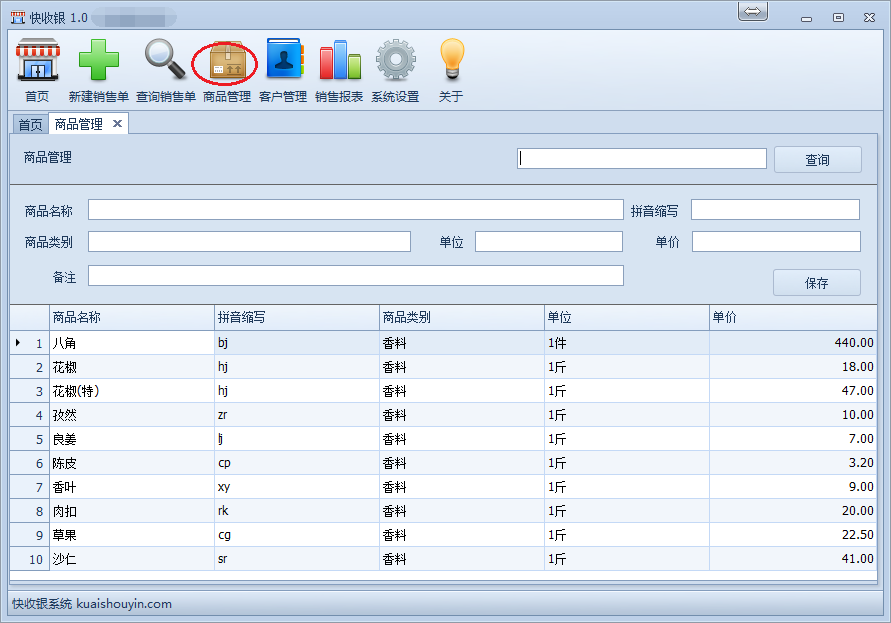 快收银 1.0
首页 新建销售单 查询销售单 商品管理 客户管理 销售报表 系统设置 关于
首页 商品管理
商品管理 查询
商品名称 拼音缩写
商品类别 单位 单价
备注 保存
商品名称 拼音缩写 商品类别 单位 单价
1 八角 bj 香料 1件 440.00
2 花椒 hj 香料 1斤 18.00
3 花椒(特) hj 香料 1斤 47.00
4 孜然 zr 香料 1斤 10.00
5 良姜 lj 香料 1斤 7.00
6 陈皮 cp 香料 1斤 3.20
7 香叶 xy 香料 1斤 9.00
8 肉扣 rk 香料 1斤 20.00
9 草果 cg 香料 1斤 22.50
10 沙仁 sr 香料 1斤 41.00
快收银系统 kuaishouyin.com